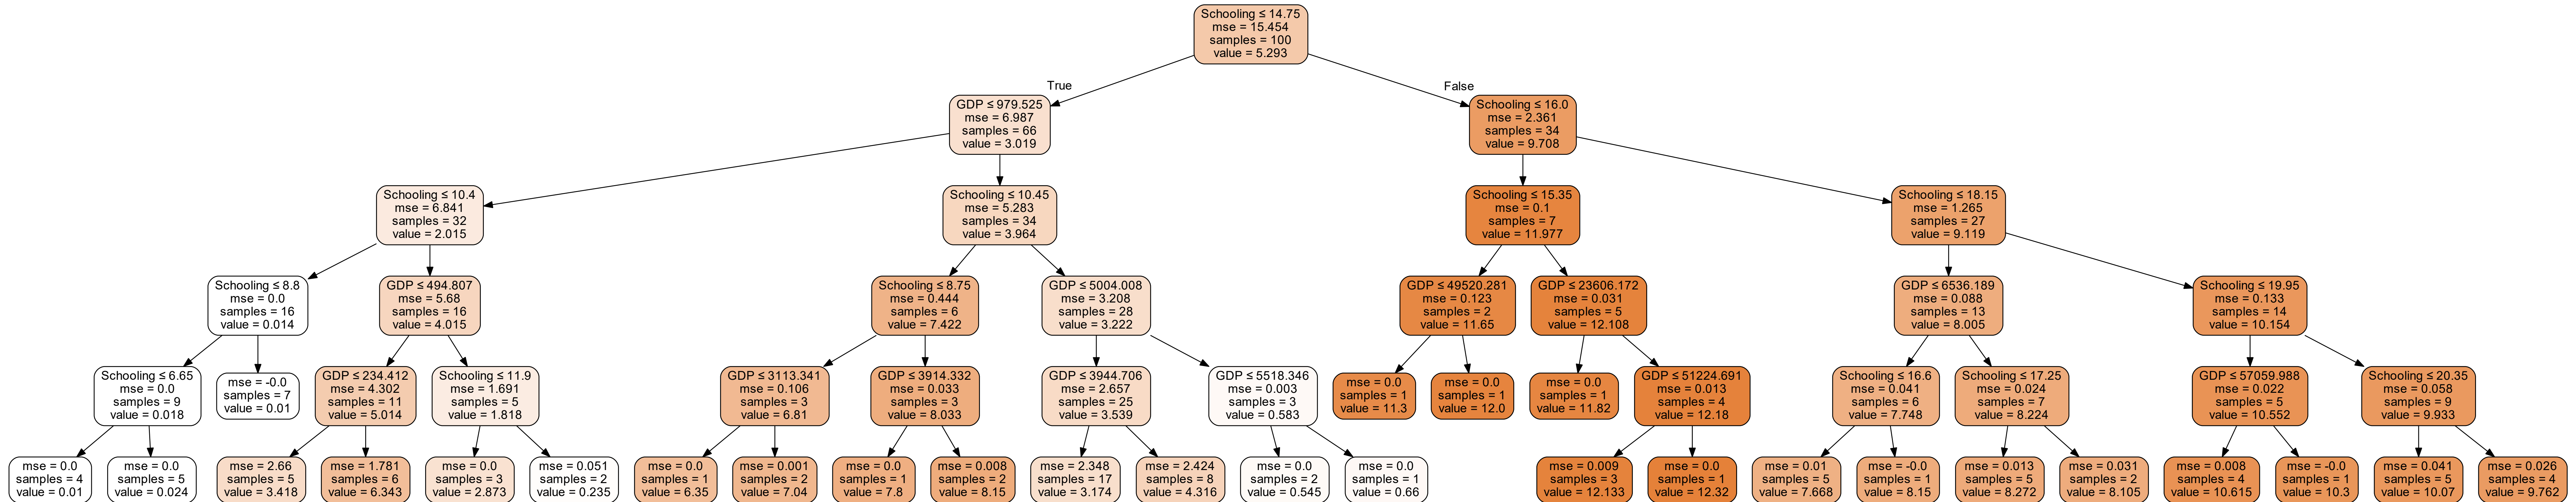 Schooling ≤ 14.75
mse = 15.454
samples = 100
value = 5.293
True
False
GDP ≤ 979.525
mse = 6.987
samples = 66
value = 3.019
Schooling ≤ 16.0
mse = 2.361
samples = 34
value = 9.708
Schooling ≤ 10.4
mse = 6.841
samples = 32
value = 2.015
Schooling ≤ 10.45
mse = 5.283
samples = 34
value = 3.964
Schooling ≤ 15.35
mse = 0.1
samples = 7
value = 11.977
Schooling ≤ 18.15
mse = 1.265
samples = 27
value = 9.119
Schooling ≤ 8.8
mse = 0.0
samples = 16
value = 0.014
GDP ≤ 494.807
mse = 5.68
samples = 16
value = 4.015
Schooling ≤ 8.75
mse = 0.444
samples = 6
value = 7.422
GDP ≤ 5004.008
mse = 3.208
samples = 28
value = 3.222
GDP ≤ 49520.281
mse = 0.123
samples = 2
value = 11.65
GDP ≤ 23606.172
mse = 0.031
samples = 5
value = 12.108
GDP ≤ 6536.189
mse = 0.088
samples = 13
value = 8.005
Schooling ≤ 19.95
mse = 0.133
samples = 14
value = 10.154
Schooling ≤ 6.65
mse = 0.0
samples = 9
value = 0.018
mse = -0.0
samples = 7
value = 0.01
GDP ≤ 234.412
mse = 4.302
samples = 11
value = 5.014
Schooling ≤ 11.9
mse = 1.691
samples = 5
value = 1.818
GDP ≤ 3113.341
mse = 0.106
samples = 3
value = 6.81
GDP ≤ 3914.332
mse = 0.033
samples = 3
value = 8.033
GDP ≤ 3944.706
mse = 2.657
samples = 25
value = 3.539
GDP ≤ 5518.346
mse = 0.003
samples = 3
value = 0.583
mse = 0.0
samples = 1
value = 11.3
mse = 0.0
samples = 1
value = 12.0
mse = 0.0
samples = 1
value = 11.82
GDP ≤ 51224.691
mse = 0.013
samples = 4
value = 12.18
Schooling ≤ 16.6
mse = 0.041
samples = 6
value = 7.748
Schooling ≤ 17.25
mse = 0.024
samples = 7
value = 8.224
GDP ≤ 57059.988
mse = 0.022
samples = 5
value = 10.552
Schooling ≤ 20.35
mse = 0.058
samples = 9
value = 9.933
mse = 0.0
samples = 4
value = 0.01
mse = 0.0
samples = 5
value = 0.024
mse = 2.66
samples = 5
value = 3.418
mse = 1.781
samples = 6
value = 6.343
mse = 0.0
samples = 3
value = 2.873
mse = 0.051
samples = 2
value = 0.235
mse = 0.0
samples = 1
value = 6.35
mse = 0.001
samples = 2
value = 7.04
mse = 0.0
samples = 1
value = 7.8
mse = 0.008
samples = 2
value = 8.15
mse = 2.348
samples = 17
value = 3.174
mse = 2.424
samples = 8
value = 4.316
mse = 0.0
samples = 2
value = 0.545
mse = 0.0
samples = 1
value = 0.66
mse = 0.009
samples = 3
value = 12.133
mse = 0.0
samples = 1
value = 12.32
mse = 0.01
samples = 5
value = 7.668
mse = -0.0
samples = 1
value = 8.15
mse = 0.013
samples = 5
value = 8.272
mse = 0.031
samples = 2
value = 8.105
mse = 0.008
samples = 4
value = 10.615
mse = -0.0
samples = 1
value = 10.3
mse = 0.041
samples = 5
value = 10.07
mse = 0.026
samples = 4
value = 9.762